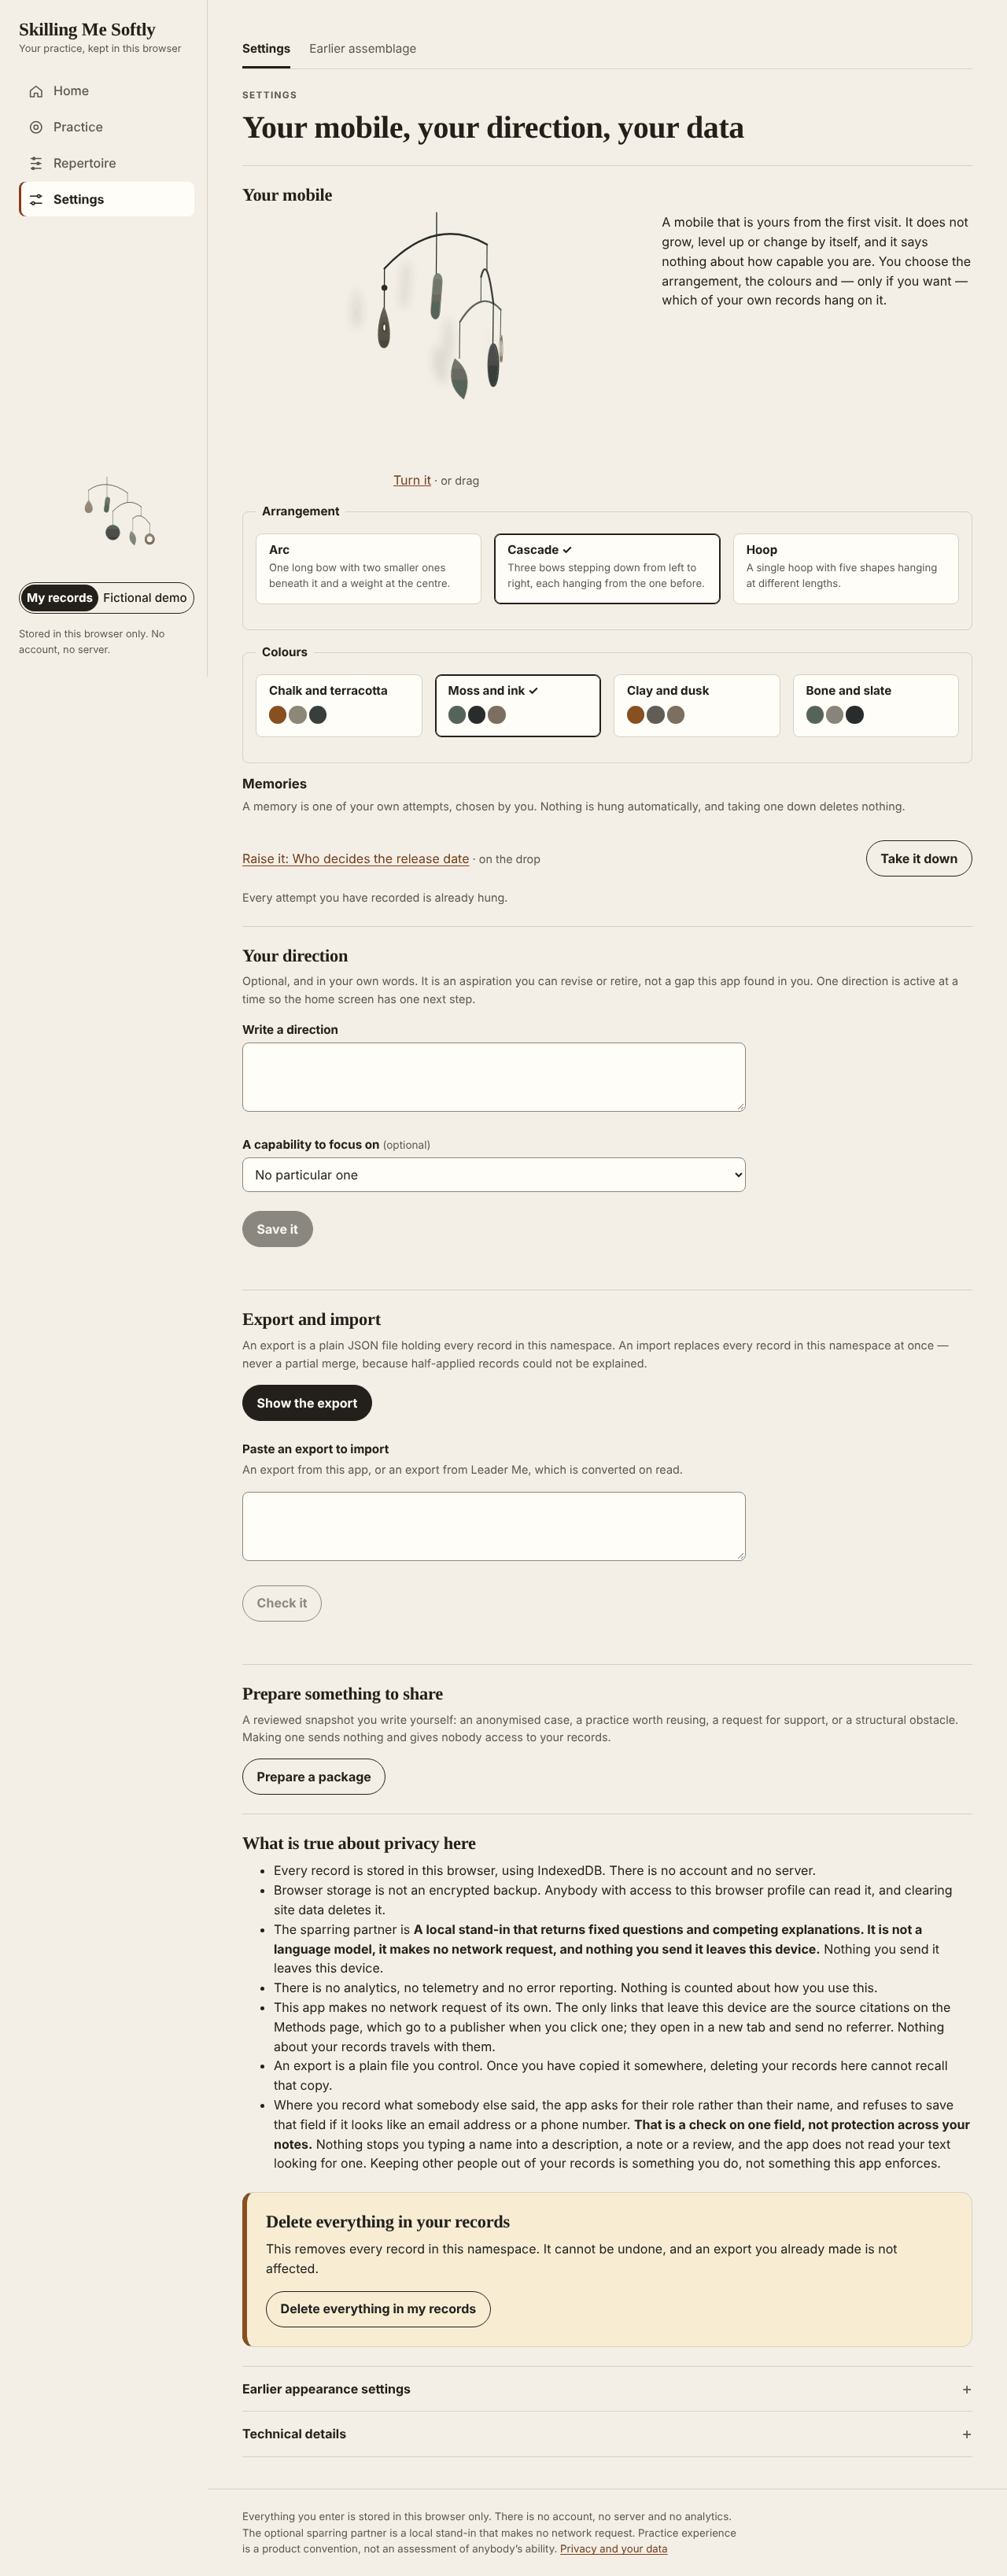 Skilling Me Softly
Your practice, kept in this browser
Home
Practice
Repertoire
Settings
My records
Fictional demo
Stored in this browser only. No
account, no server.
Settings
Earlier assemblage
SETTINGS
Your mobile, your direction, your data
Your mobile
A mobile that is yours from the first visit. It does not
grow, level up or change by itself, and it says
nothing about how capable you are. You choose the
arrangement, the colours and — only if you want —
which of your own records hang on it.
Turn it · or drag
Arrangement
Arc
One long bow with two smaller ones
beneath it and a weight at the centre.
Cascade ✓
Three bows stepping down from left to
right, each hanging from the one before.
Hoop
A single hoop with five shapes hanging
at different lengths.
Colours
Chalk and terracotta
Moss and ink ✓
Clay and dusk
Bone and slate
Memories
A memory is one of your own attempts, chosen by you. Nothing is hung automatically, and taking one down deletes nothing.
Raise it: Who decides the release date · on the drop
Take it down
Every attempt you have recorded is already hung.
Your direction
Optional, and in your own words. It is an aspiration you can revise or retire, not a gap this app found in you. One direction is active at a
time so the home screen has one next step.
Write a direction
A capability to focus on (optional)
No particular one
Save it
Export and import
An export is a plain JSON file holding every record in this namespace. An import replaces every record in this namespace at once —
never a partial merge, because half-applied records could not be explained.
Show the export
Paste an export to import
An export from this app, or an export from Leader Me, which is converted on read.
Check it
Prepare something to share
A reviewed snapshot you write yourself: an anonymised case, a practice worth reusing, a request for support, or a structural obstacle.
Making one sends nothing and gives nobody access to your records.
Prepare a package
What is true about privacy here
• Every record is stored in this browser, using IndexedDB. There is no account and no server.
• Browser storage is not an encrypted backup. Anybody with access to this browser profile can read it, and clearing
site data deletes it.
• The sparring partner is A local stand-in that returns fixed questions and competing explanations. It is not a
language model, it makes no network request, and nothing you send it leaves this device. Nothing you send it
leaves this device.
• There is no analytics, no telemetry and no error reporting. Nothing is counted about how you use this.
• This app makes no network request of its own. The only links that leave this device are the source citations on the
Methods page, which go to a publisher when you click one; they open in a new tab and send no referrer. Nothing
about your records travels with them.
• An export is a plain file you control. Once you have copied it somewhere, deleting your records here cannot recall
that copy.
• Where you record what somebody else said, the app asks for their role rather than their name, and refuses to save
that field if it looks like an email address or a phone number. That is a check on one field, not protection across your
notes. Nothing stops you typing a name into a description, a note or a review, and the app does not read your text
looking for one. Keeping other people out of your records is something you do, not something this app enforces.
Delete everything in your records
This removes every record in this namespace. It cannot be undone, and an export you already made is not
affected.
Delete everything in my records
Earlier appearance settings +
Technical details +
Everything you enter is stored in this browser only. There is no account, no server and no analytics.
The optional sparring partner is a local stand-in that makes no network request. Practice experience
is a product convention, not an assessment of anybody's ability. Privacy and your data